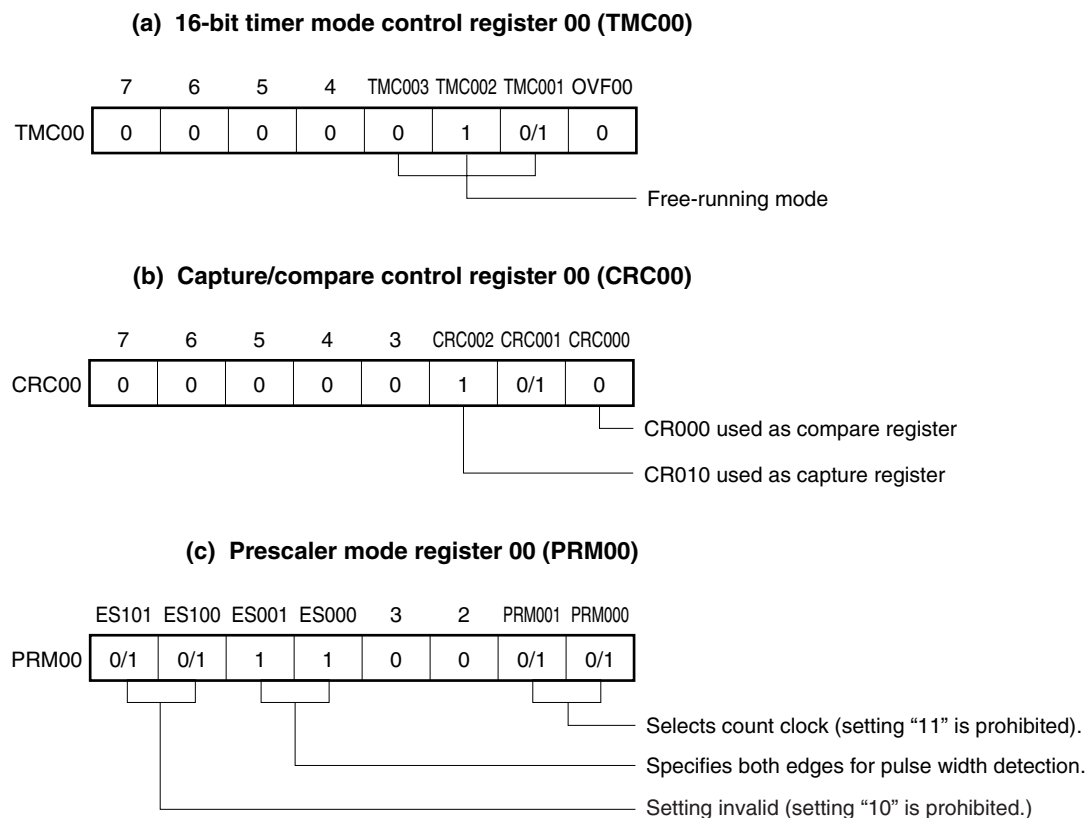 (a) 16-bit timer mode control register 00 (TMC00)
7 6 5 4 TMC003 TMC002 TMC001 OVF00
TMC00 0 0 0 0 0 1 0/1 0
Free-running mode
(b) Capture/compare control register 00 (CRC00)
7 6 5 4 3 CRC002 CRC001 CRC000
CRC00 0 0 0 0 0 1 0/1 0
CR000 used as compare register
CR010 used as capture register
(c) Prescaler mode register 00 (PRM00)
ES101 ES100 ES001 ES000 3 2 PRM001 PRM000
PRM00 0/1 0/1 1 1 0 0 0/1 0/1
Selects count clock (setting “11” is prohibited).
Specifies both edges for pulse width detection.
Setting invalid (setting “10” is prohibited.)